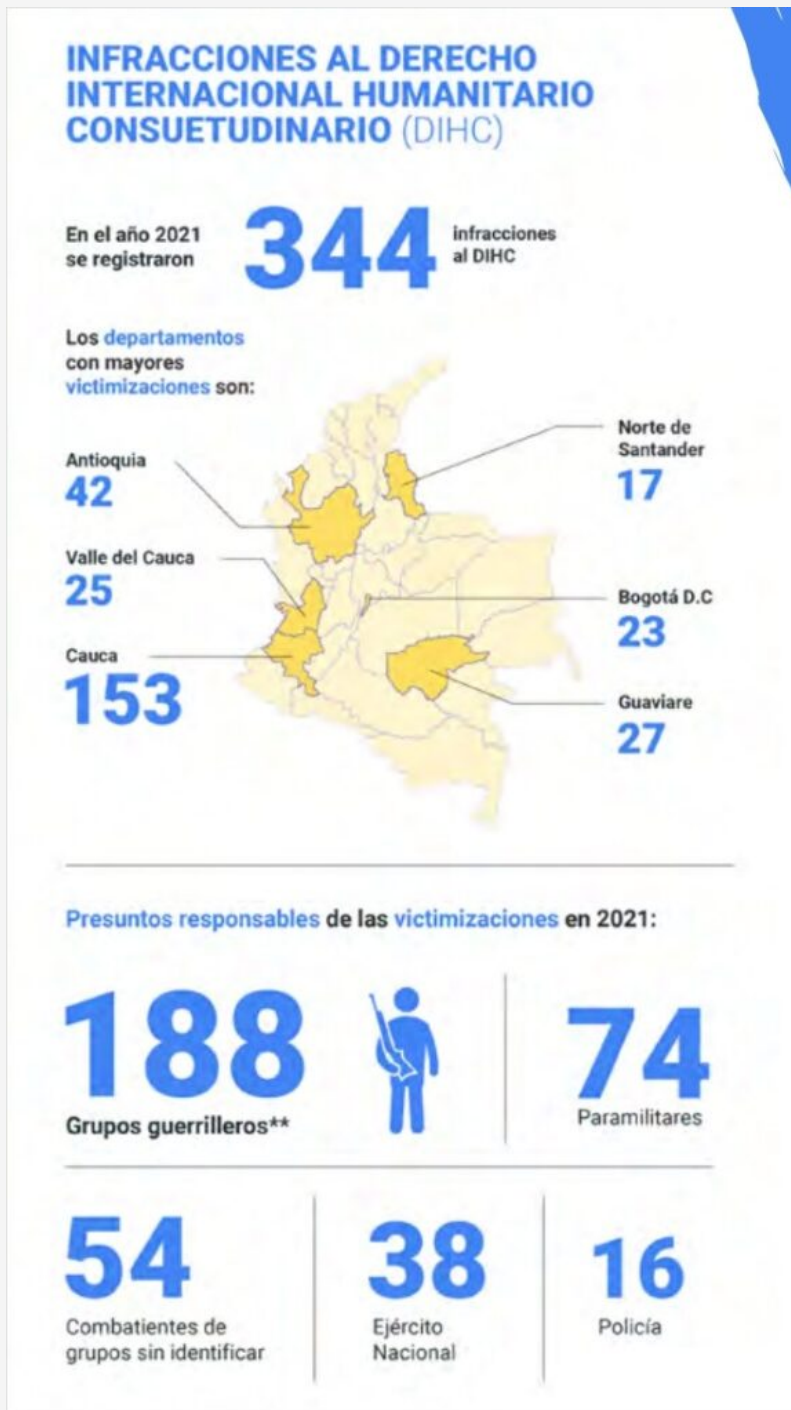 INFRACCIONES AL DERECHO
INTERNACIONAL HUMANITARIO
CONSUETUDINARIO (DIHC)
En el año 2021
se registraron
344
infracciones
al DIHC
Los departamentos
con mayores
victimizaciones son:
Antioquia
42
Valle del Cauca
25
Cauca
153
Norte de
Santander
17
Bogotá D.C
23
Guaviare
27
Presuntos responsables de las victimizaciones en 2021:
188
Grupos guerrilleros**
74
Paramilitares
54
Combatientes de
grupos sin identificar
38
Ejército
Nacional
16
Policía